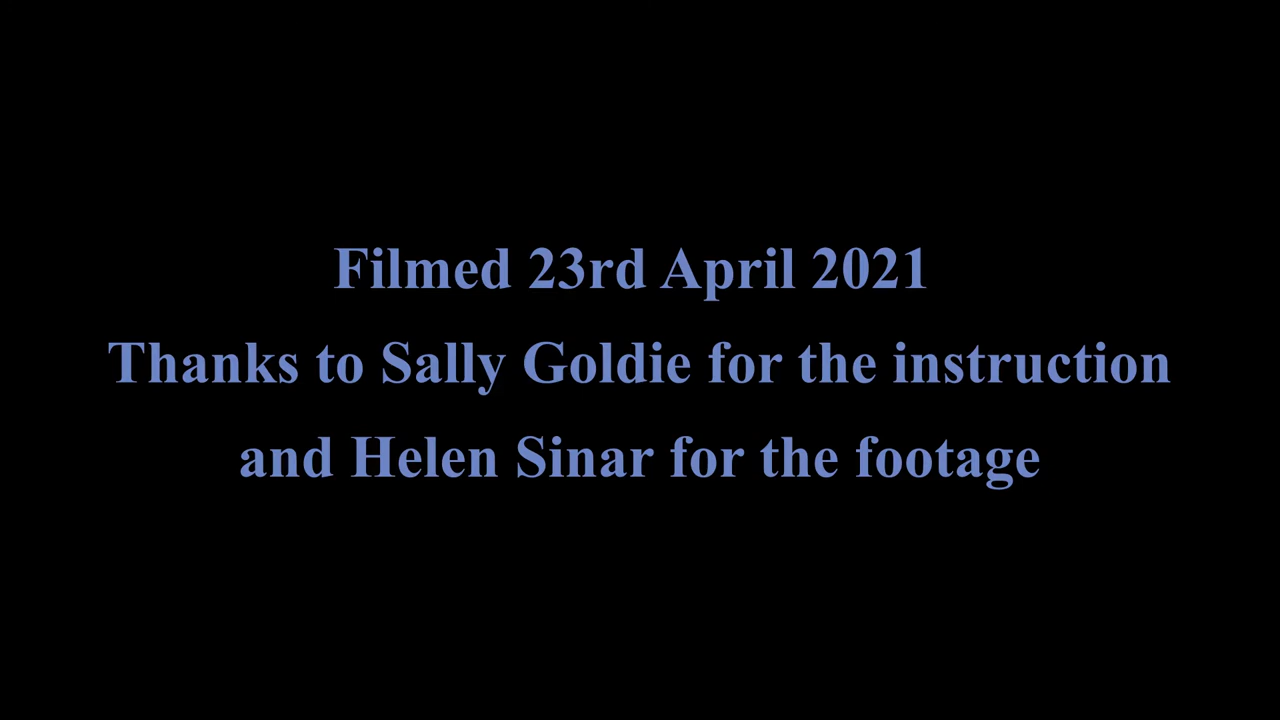 Filmed 23rd April 2021
Thanks to Sally Goldie for the instruction
and Helen Sinar for the footage